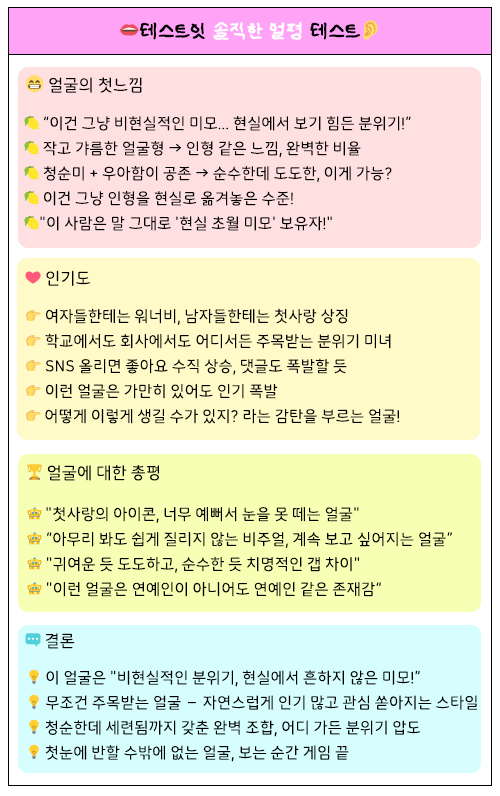 테스트형 솔직한 얼평 테스트
얼굴의 첫느낌
“이건 그냥 비현실적인 미모... 현실에서 보기 힘든 분위기!”
작고 갸름한 얼굴형 → 인형 같은 느낌, 완벽한 비율
청순미 + 우아함이 공존 → 순수한데 도도한, 이게 가능?
이건 그냥 인형을 현실로 옮겨놓은 수준!
"이 사람은 말 그대로 '현실 초월 미모' 보유자!"
인기도
여자들한테는 워너비, 남자들한테는 첫사랑 상징
학교에서도 회사에서도 어디서든 주목받는 분위기 미녀
SNS 올리면 좋아요 수직 상승, 댓글도 폭발할 듯
이런 얼굴은 가만히 있어도 인기 폭발
어떻게 이렇게 생길 수가 있지? 라는 감탄을 부르는 얼굴!
얼굴에 대한 총평
"첫사랑의 아이콘, 너무 예뻐서 눈을 못 떼는 얼굴"
“아무리 봐도 쉽게 질리지 않는 비주얼, 계속 보고 싶어지는 얼굴”
"귀여운 듯 도도하고, 순수한 듯 치명적인 갭 차이"
"이런 얼굴은 연예인이 아니어도 연예인 같은 존재감“
결론
이 얼굴은 "비현실적인 분위기, 현실에서 흔하지 않은 미모!”
무조건 주목받는 얼굴 – 자연스럽게 인기 많고 관심 쏟아지는 스타일
청순한데 세련됨까지 갖춘 완벽 조합, 어디 가든 분위기 압도
첫눈에 반할 수밖에 없는 얼굴, 보는 순간 게임 끝